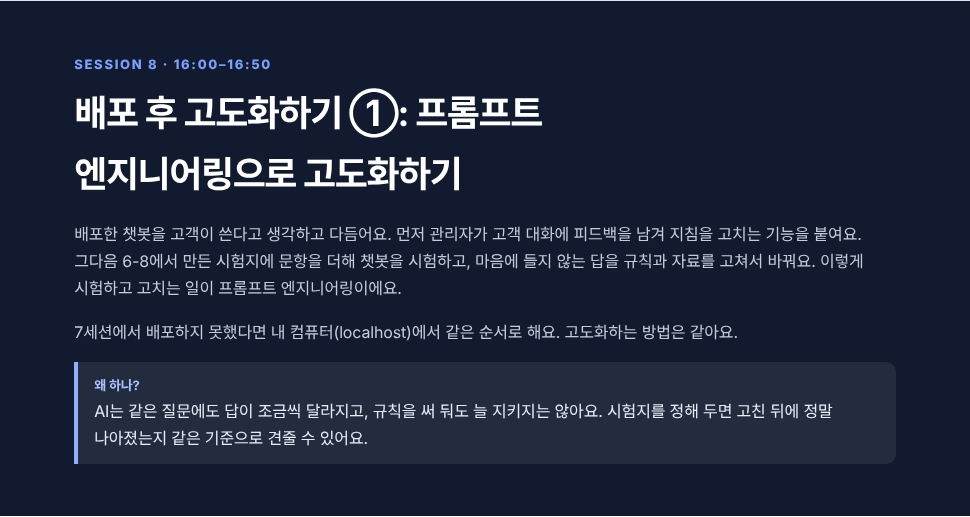 SESSION 8 · 16:00–16:50
배포 후 고도화하기 ①: 프롬프트
엔지니어링으로 고도화하기
배포한 챗봇을 고객이 쓴다고 생각하고 다듬어요. 먼저 관리자가 고객 대화에 피드백을 남겨 지침을 고치는 기능을 붙여요.
그다음 6-8에서 만든 시험지에 문항을 더해 챗봇을 시험하고, 마음에 들지 않는 답을 규칙과 자료를 고쳐서 바꿔요. 이렇게
시험하고 고치는 일이 프롬프트 엔지니어링이에요.
7세션에서 배포하지 못했다면 내 컴퓨터(localhost)에서 같은 순서로 해요. 고도화하는 방법은 같아요.
왜 하나?
AI는 같은 질문에도 답이 조금씩 달라지고, 규칙을 써 둬도 늘 지키지는 않아요. 시험지를 정해 두면 고친 뒤에 정말
나아졌는지 같은 기준으로 견줄 수 있어요.